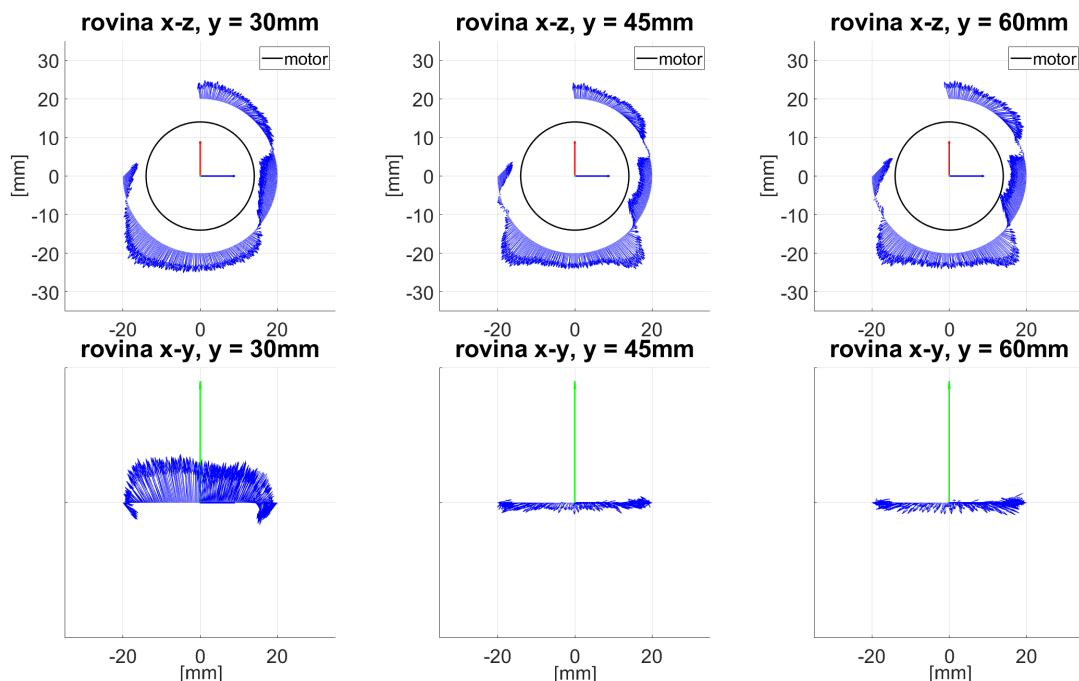 rovina x-z, y = 30mm
motor
30
20
10
0
-10
-20
-30
[mm]
-20
0
20
rovina x-z, y = 45mm
motor
30
20
10
0
-10
-20
-30
[mm]
-20
0
20
rovina x-z, y = 60mm
motor
30
20
10
0
-10
-20
-30
[mm]
-20
0
20
rovina x-y, y = 30mm
-20
0
20
[mm]
rovina x-y, y = 45mm
-20
0
20
[mm]
rovina x-y, y = 60mm
-20
0
20
[mm]